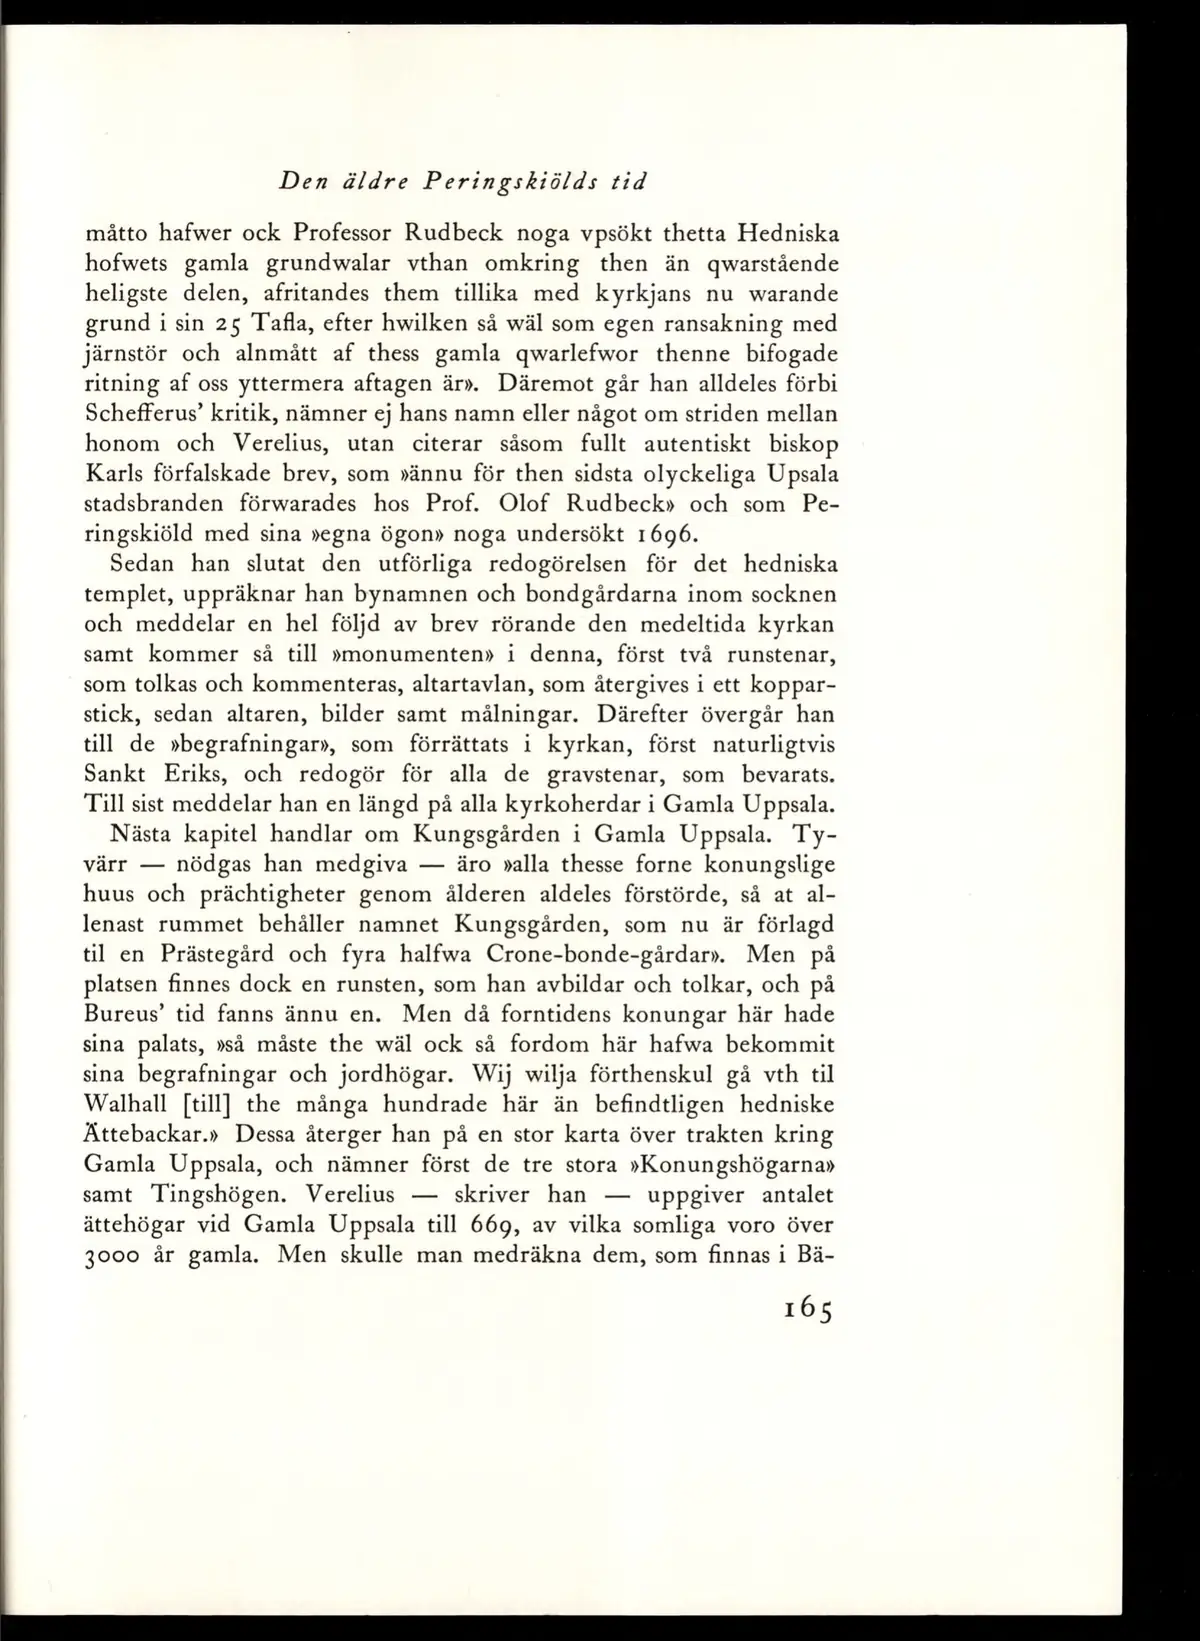 Den äldre Peringskiölds tid
måtto hafwer ock Professor Rudbeck noga vpsökt thetta Hedniska
hofwets gamla grundwalar vthan omkring then än qwarstående
heligste delen, afritandes them tillika med kyrkjans nu warande
grund i sin 25 Tafla, efter hwilken så wäl som egen ransakning med
järnstör och alnmått af thess gamla qwarlefwor thenne bifogade
ritning af oss yttermera aftagen är». Däremot går han alldeles förbi
Schefferus’ kritik, nämner ej hans namn eller något om striden mellan
honom och Verelius, utan citerar såsom fullt autentiskt biskop
Karls förfalskade brev, som »ännu för then sidsta olyckeliga Upsala
stadsbranden förwarades hos Prof. Olof Rudbeck» och som Pe-
ringskiöld med sina »egna ögon» noga undersökt 1696.
Sedan han slutat den utförliga redogörelsen för det hedniska
templet, uppräknar han bynamnen och bondgårdarna inom socknen
och meddelar en hel följd av brev rörande den medeltida kyrkan
samt kommer så till »monumenten» i denna, först två runstenar,
som tolkas och kommenteras, altartavlan, som återgives i ett koppar-
stick, sedan altaren, bilder samt målningar. Därefter övergår han
till de »begrafningar», som förrättats i kyrkan, först naturligtvis
Sankt Eriks, och redogör för alla de gravstenar, som bevarats.
Till sist meddelar han en längd på alla kyrkoherdar i Gamla Uppsala.
Nästa kapitel handlar om Kungsgården i Gamla Uppsala. Ty-
värr — nödgas han medgiva — äro »alla thesse forne konungslige
huus och prächtigheter genom ålderen aldeles förstörde, så at al-
lenast rummet behåller namnet Kungsgården, som nu är förlagd
til en Prästegård och fyra halfwa Crone-bonde-gårdar». Men på
platsen finnes dock en runsten, som han avbildar och tolkar, och på
Bureus’ tid fanns ännu en. Men då forntidens konungar här hade
sina palats, »så måste the wäl ock så fordom här hafwa bekommit
sina begrafningar och jordhögar. Wij wilja förthenskul gå vth til
Walhall [till] the många hundrade här än befindtligen hedniske
Ättebackar.» Dessa återger han på en stor karta över trakten kring
Gamla Uppsala, och nämner först de tre stora »Konungshögarna»
samt Tingshögen. Verelius — skriver han — uppgiver antalet
ättehögar vid Gamla Uppsala till 669, av vilka somliga voro över
3000 år gamla. Men skulle man medräkna dem, som finnas i Bä-
165